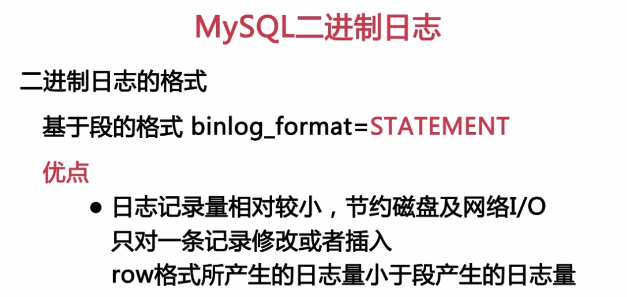 MySQL二进制日志
二进制日志的格式
基于段的格式 binlog_format=STATEMENT
优点
● 日志记录量相对较小，节约磁盘及网络I/O
只对一条记录修改或者插入
row格式所产生的日志量小于段产生的日志量